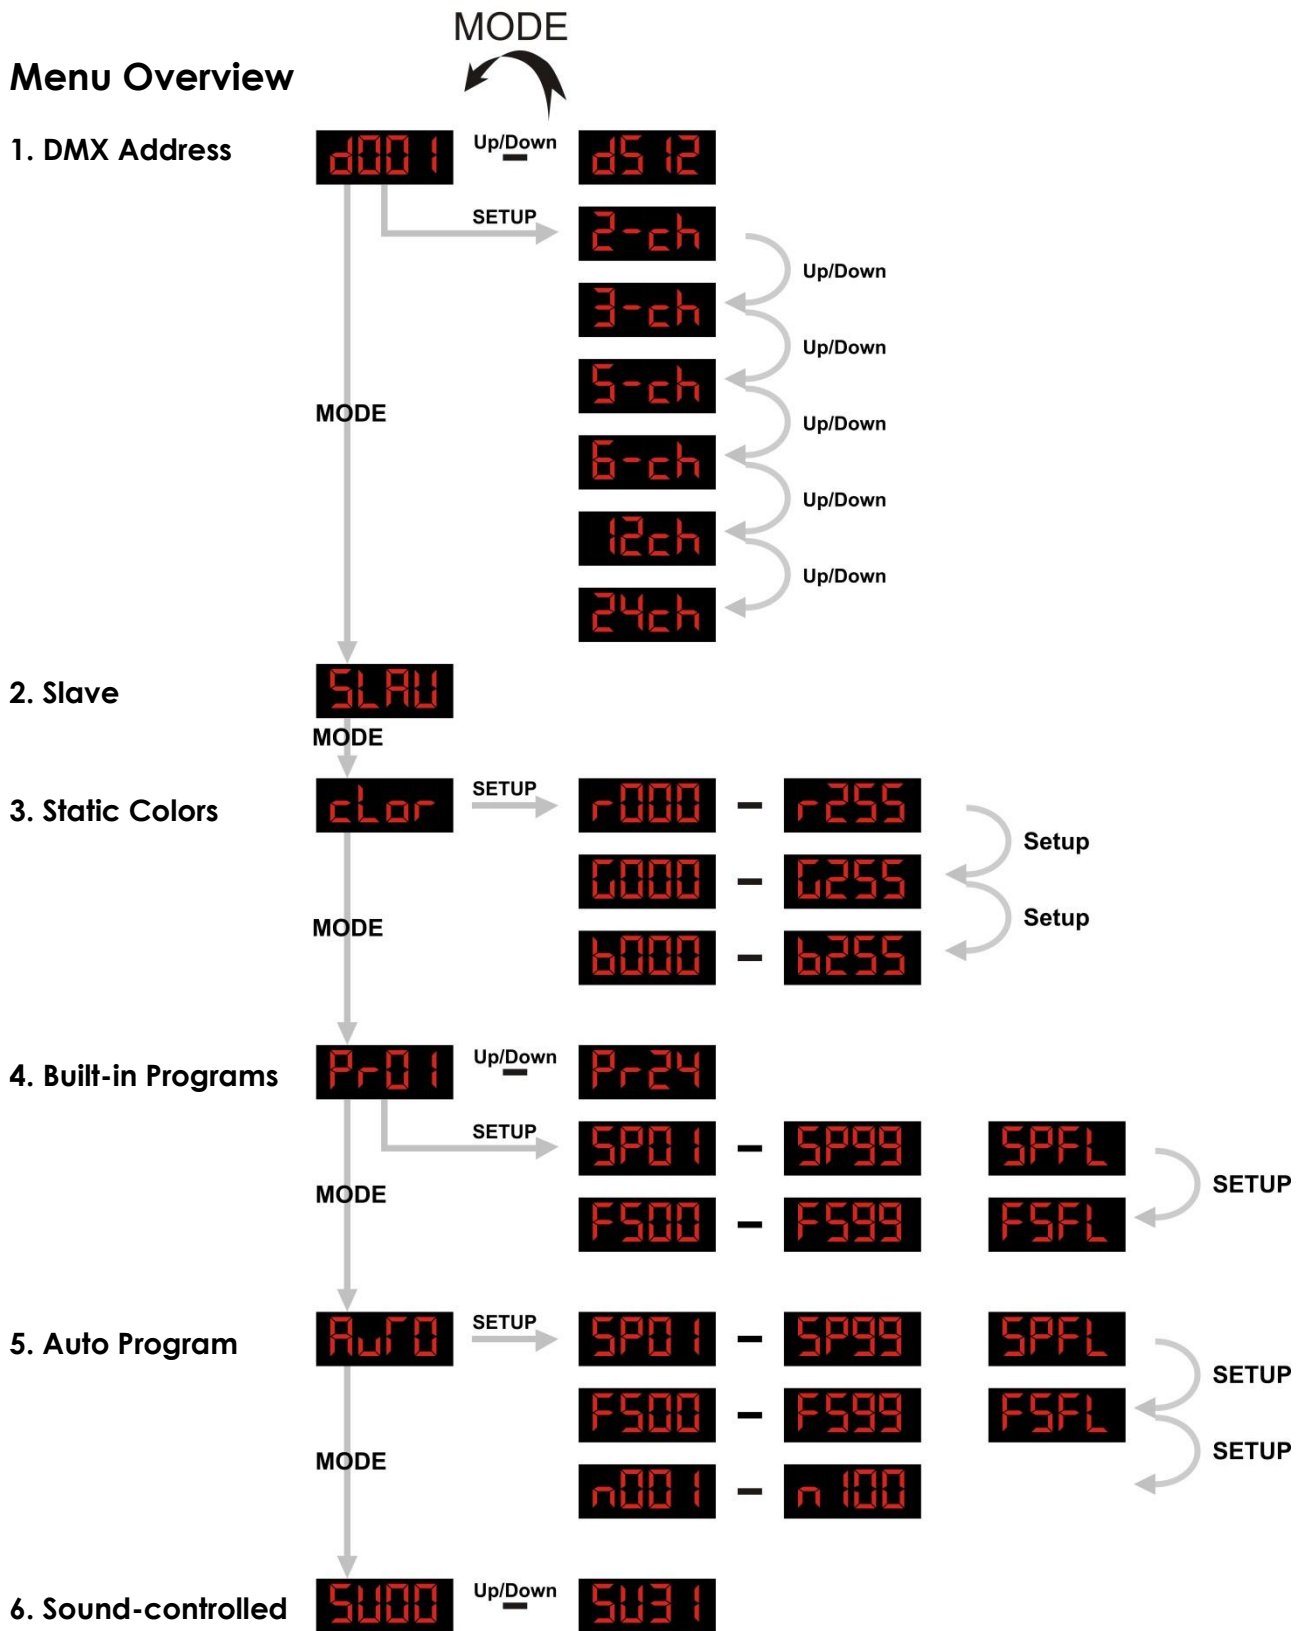 MODE
Menu Overview
1. DMX Address d001 Up/Down d512
SETUP 2-ch
Up/Down
3-ch
Up/Down
5-ch
MODE Up/Down
6-ch
Up/Down
12ch
Up/Down
24ch
2. Slave SLAU
MODE
3. Static Colors cLor SETUP r000 - r255
Setup
G000 - G255
MODE Setup
b000 - b255
4. Built-in Programs Pr01 Up/Down Pr24
SETUP SP01 - SP99 SPFL
MODE SETUP
FS00 - FS99 FSFL
5. Auto Program AuTO SETUP SP01 - SP99 SPFL
SETUP
FS00 - FS99 FSFL
MODE SETUP
n001 - n100
6. Sound-controlled SU00 Up/Down SU31